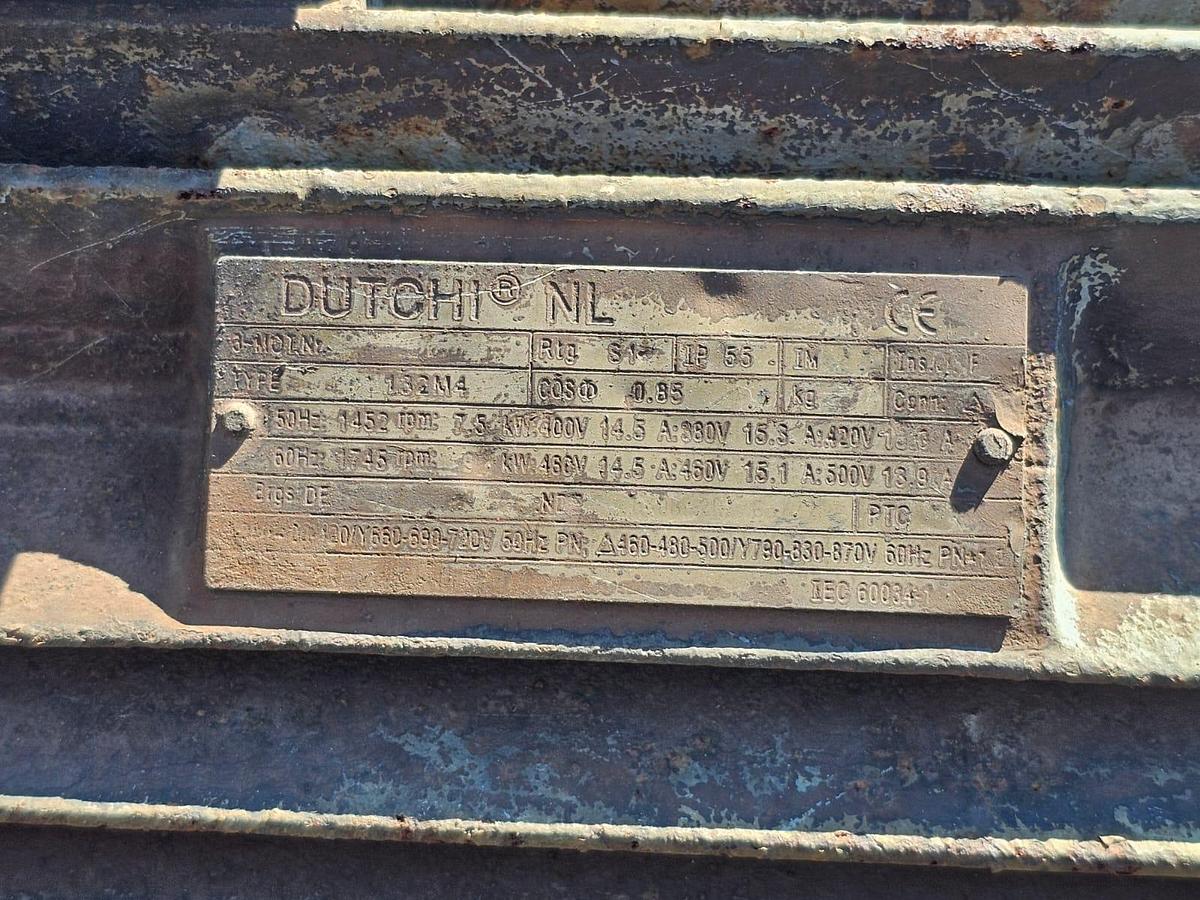 DUTCHI® NL CE
3-MOT.Nr. Rtg S1 IP 55 IM Ins.cl. F
TYPE 132M4 COSΦ 0.85 Kg Conn: Δ
50Hz: 1452 rpm: 7.5 kW:400V 14.5 A:380V 15.3 A:420V A
60Hz: 1745 rpm: kW: 14.5 A:460V 15.1 A:500V 13.9 A
Brgs: DE PTC
/Y660-690-720V 50Hz PN; Δ460-480-500/Y790-830-870V 60Hz PN
IEC 60034-1